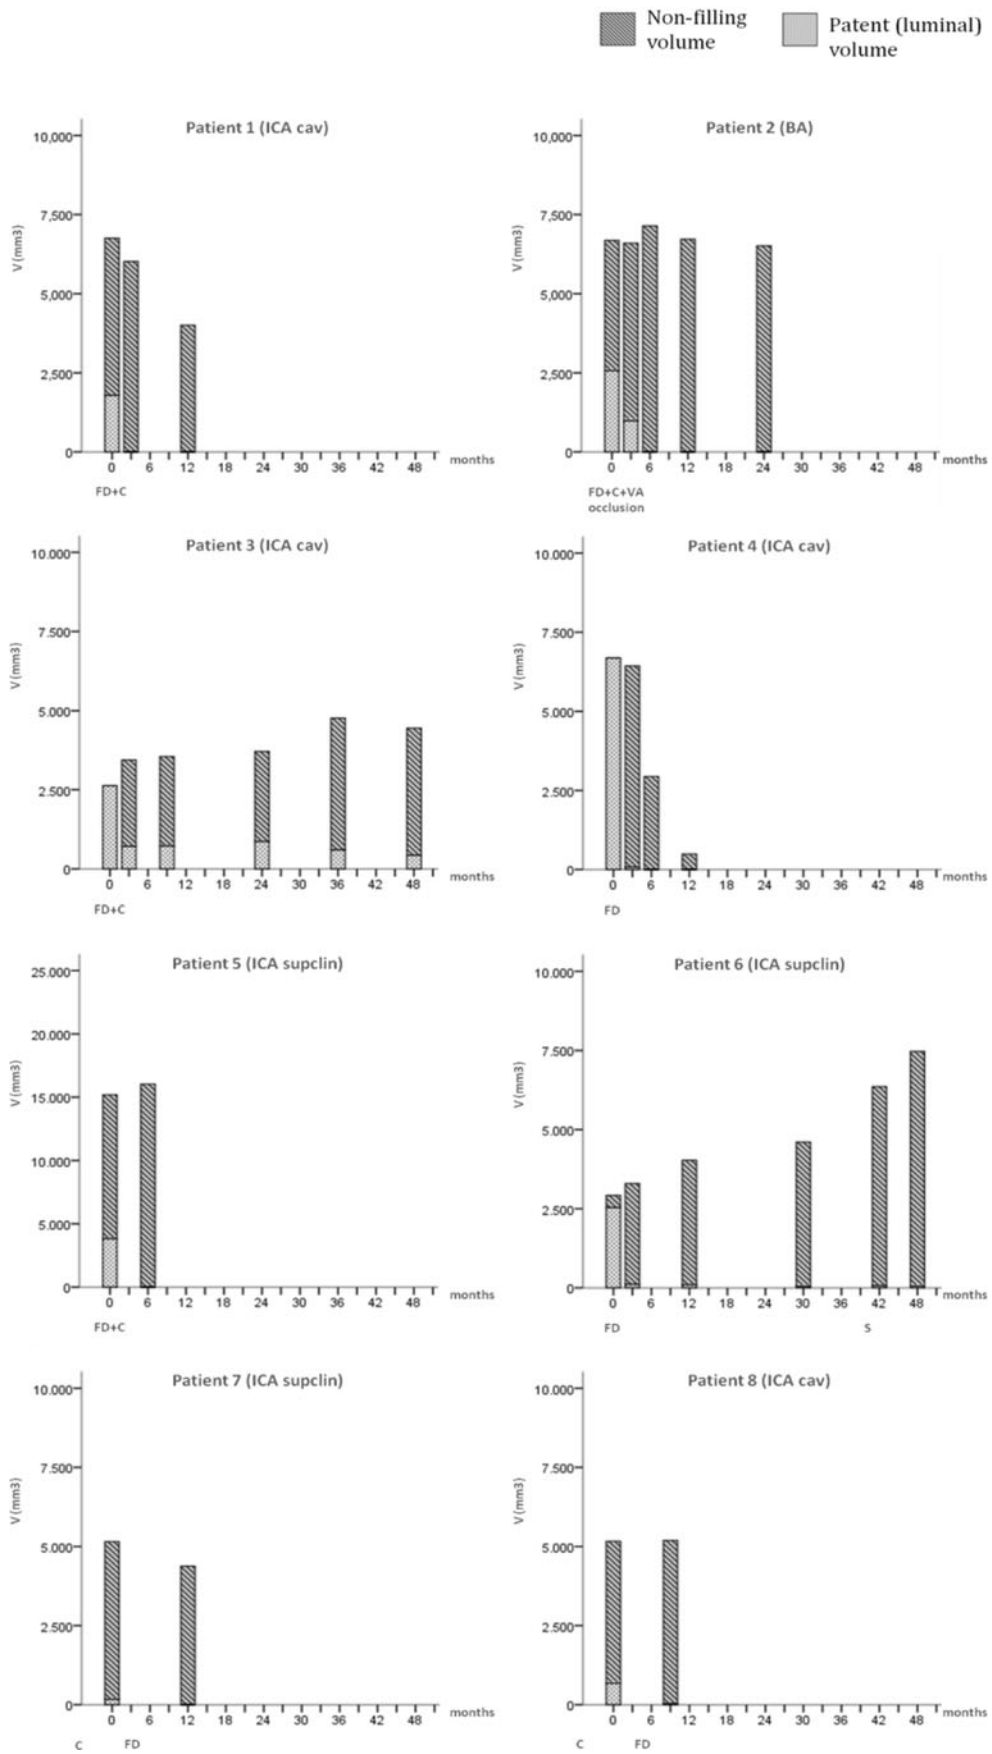 Non-filling
volume
Patent (luminal)
volume
Patient 1 (ICA cav)
V (mm3)
10,000
7,500
5,000
2,500
0
0 6 12 18 24 30 36 42 48 months
FD+C
Patient 2 (BA)
V (mm3)
10,000
7,500
5,000
2,500
0
0 6 12 18 24 30 36 42 48 months
FD+C+VA
occlusion
Patient 3 (ICA cav)
V (mm3)
10.000
7.500
5.000
2.500
0
0 6 12 18 24 30 36 42 48 months
FD+C
Patient 4 (ICA cav)
V (mm3)
10.000
7.500
5.000
2.500
0
0 6 12 18 24 30 36 42 48 months
FD
Patient 5 (ICA supclin)
V (mm3)
25.000
20.000
15.000
10.000
5.000
0
0 6 12 18 24 30 36 42 48 months
FD+C
Patient 6 (ICA supclin)
V (mm3)
10.000
7.500
5.000
2.500
0
0 6 12 18 24 30 36 42 48 months
FD S
Patient 7 (ICA supclin)
V (mm3)
10.000
7.500
5.000
2.500
0
0 6 12 18 24 30 36 42 48 months
C FD
Patient 8 (ICA cav)
V (mm3)
10.000
7.500
5.000
2.500
0
0 6 12 18 24 30 36 42 48 months
C FD